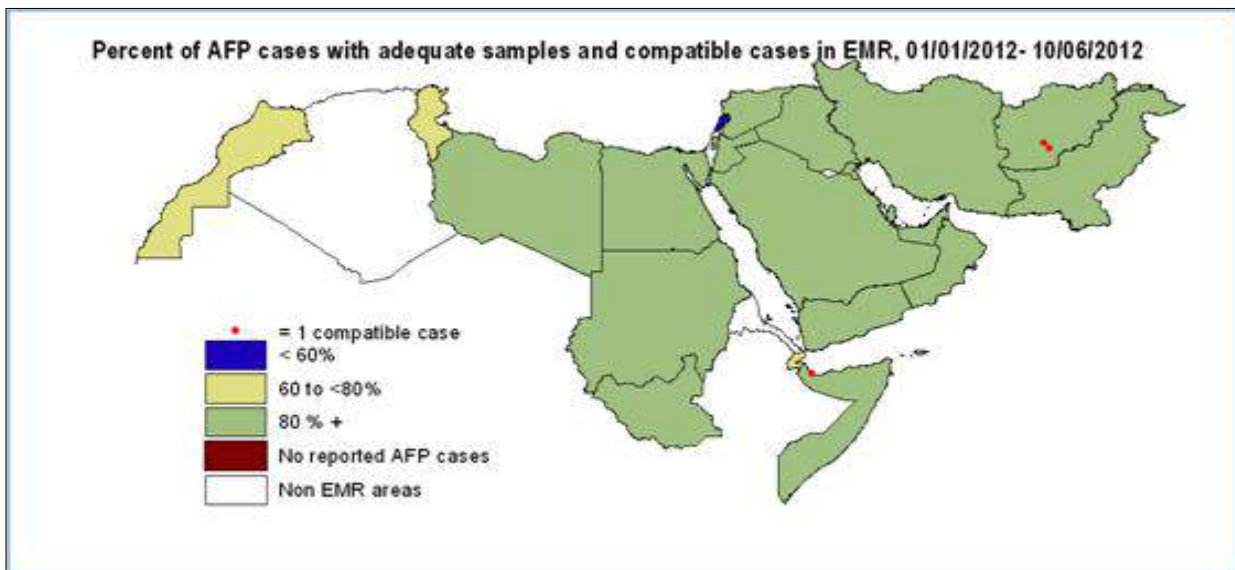 Percent of AFP cases with adequate samples and compatible cases in EMR, 01/01/2012- 10/06/2012
= 1 compatible case
< 60%
60 to <80%
80 % +
No reported AFP cases
Non EMR areas